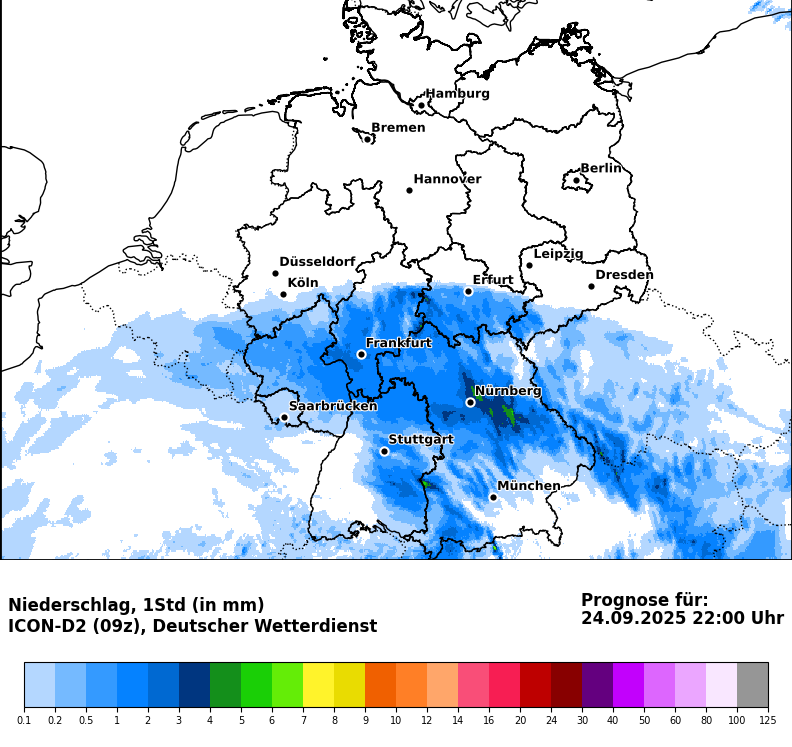 Hamburg
Bremen
Berlin
Hannover
Leipzig
Düsseldorf
Dresden
Köln
Erfurt
Frankfurt
Nürnberg
Saarbrücken
Stuttgart
München
Niederschlag, 1Std (in mm)
ICON-D2 (09z), Deutscher Wetterdienst
Prognose für:
24.09.2025 22:00 Uhr
0.1 0.2 0.5 1 2 3 4 5 6 7 8 9 10 12 14 16 20 24 30 40 50 60 80 100 125